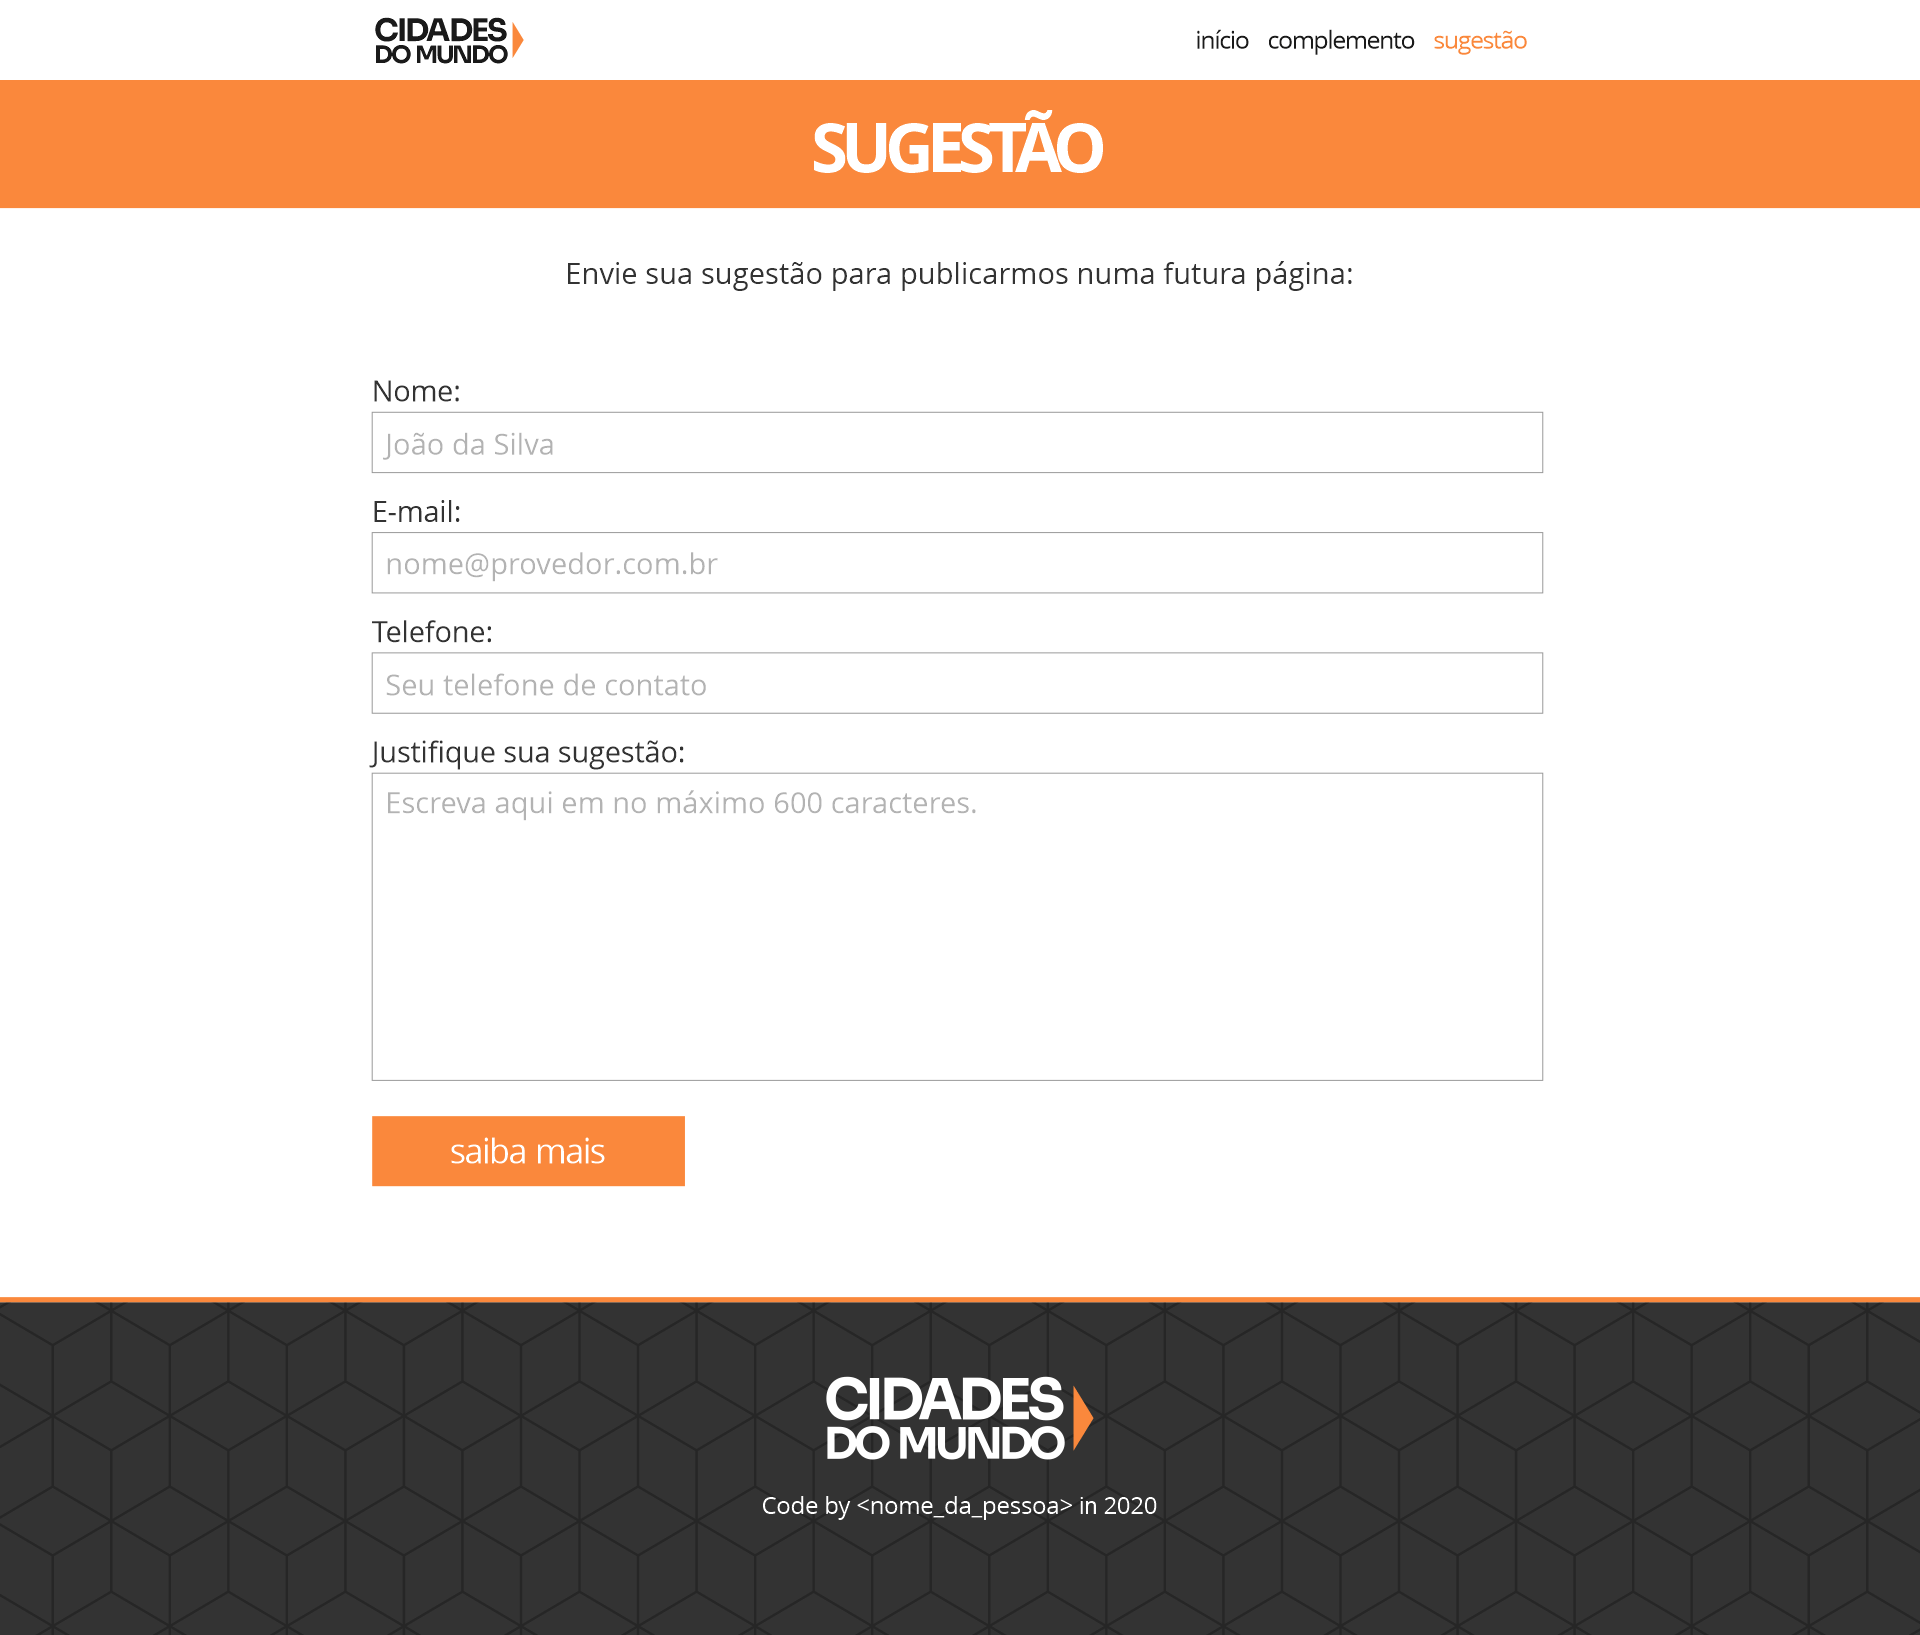 CIDADES
DO MUNDO
início complemento sugestão
SUGESTÃO
Envie sua sugestão para publicarmos numa futura página:
Nome:
João da Silva
E-mail:
nome@provedor.com.br
Telefone:
Seu telefone de contato
Justifique sua sugestão:
Escreva aqui em no máximo 600 caracteres.
saiba mais
CIDADES
DO MUNDO
Code by <nome_da_pessoa> in 2020